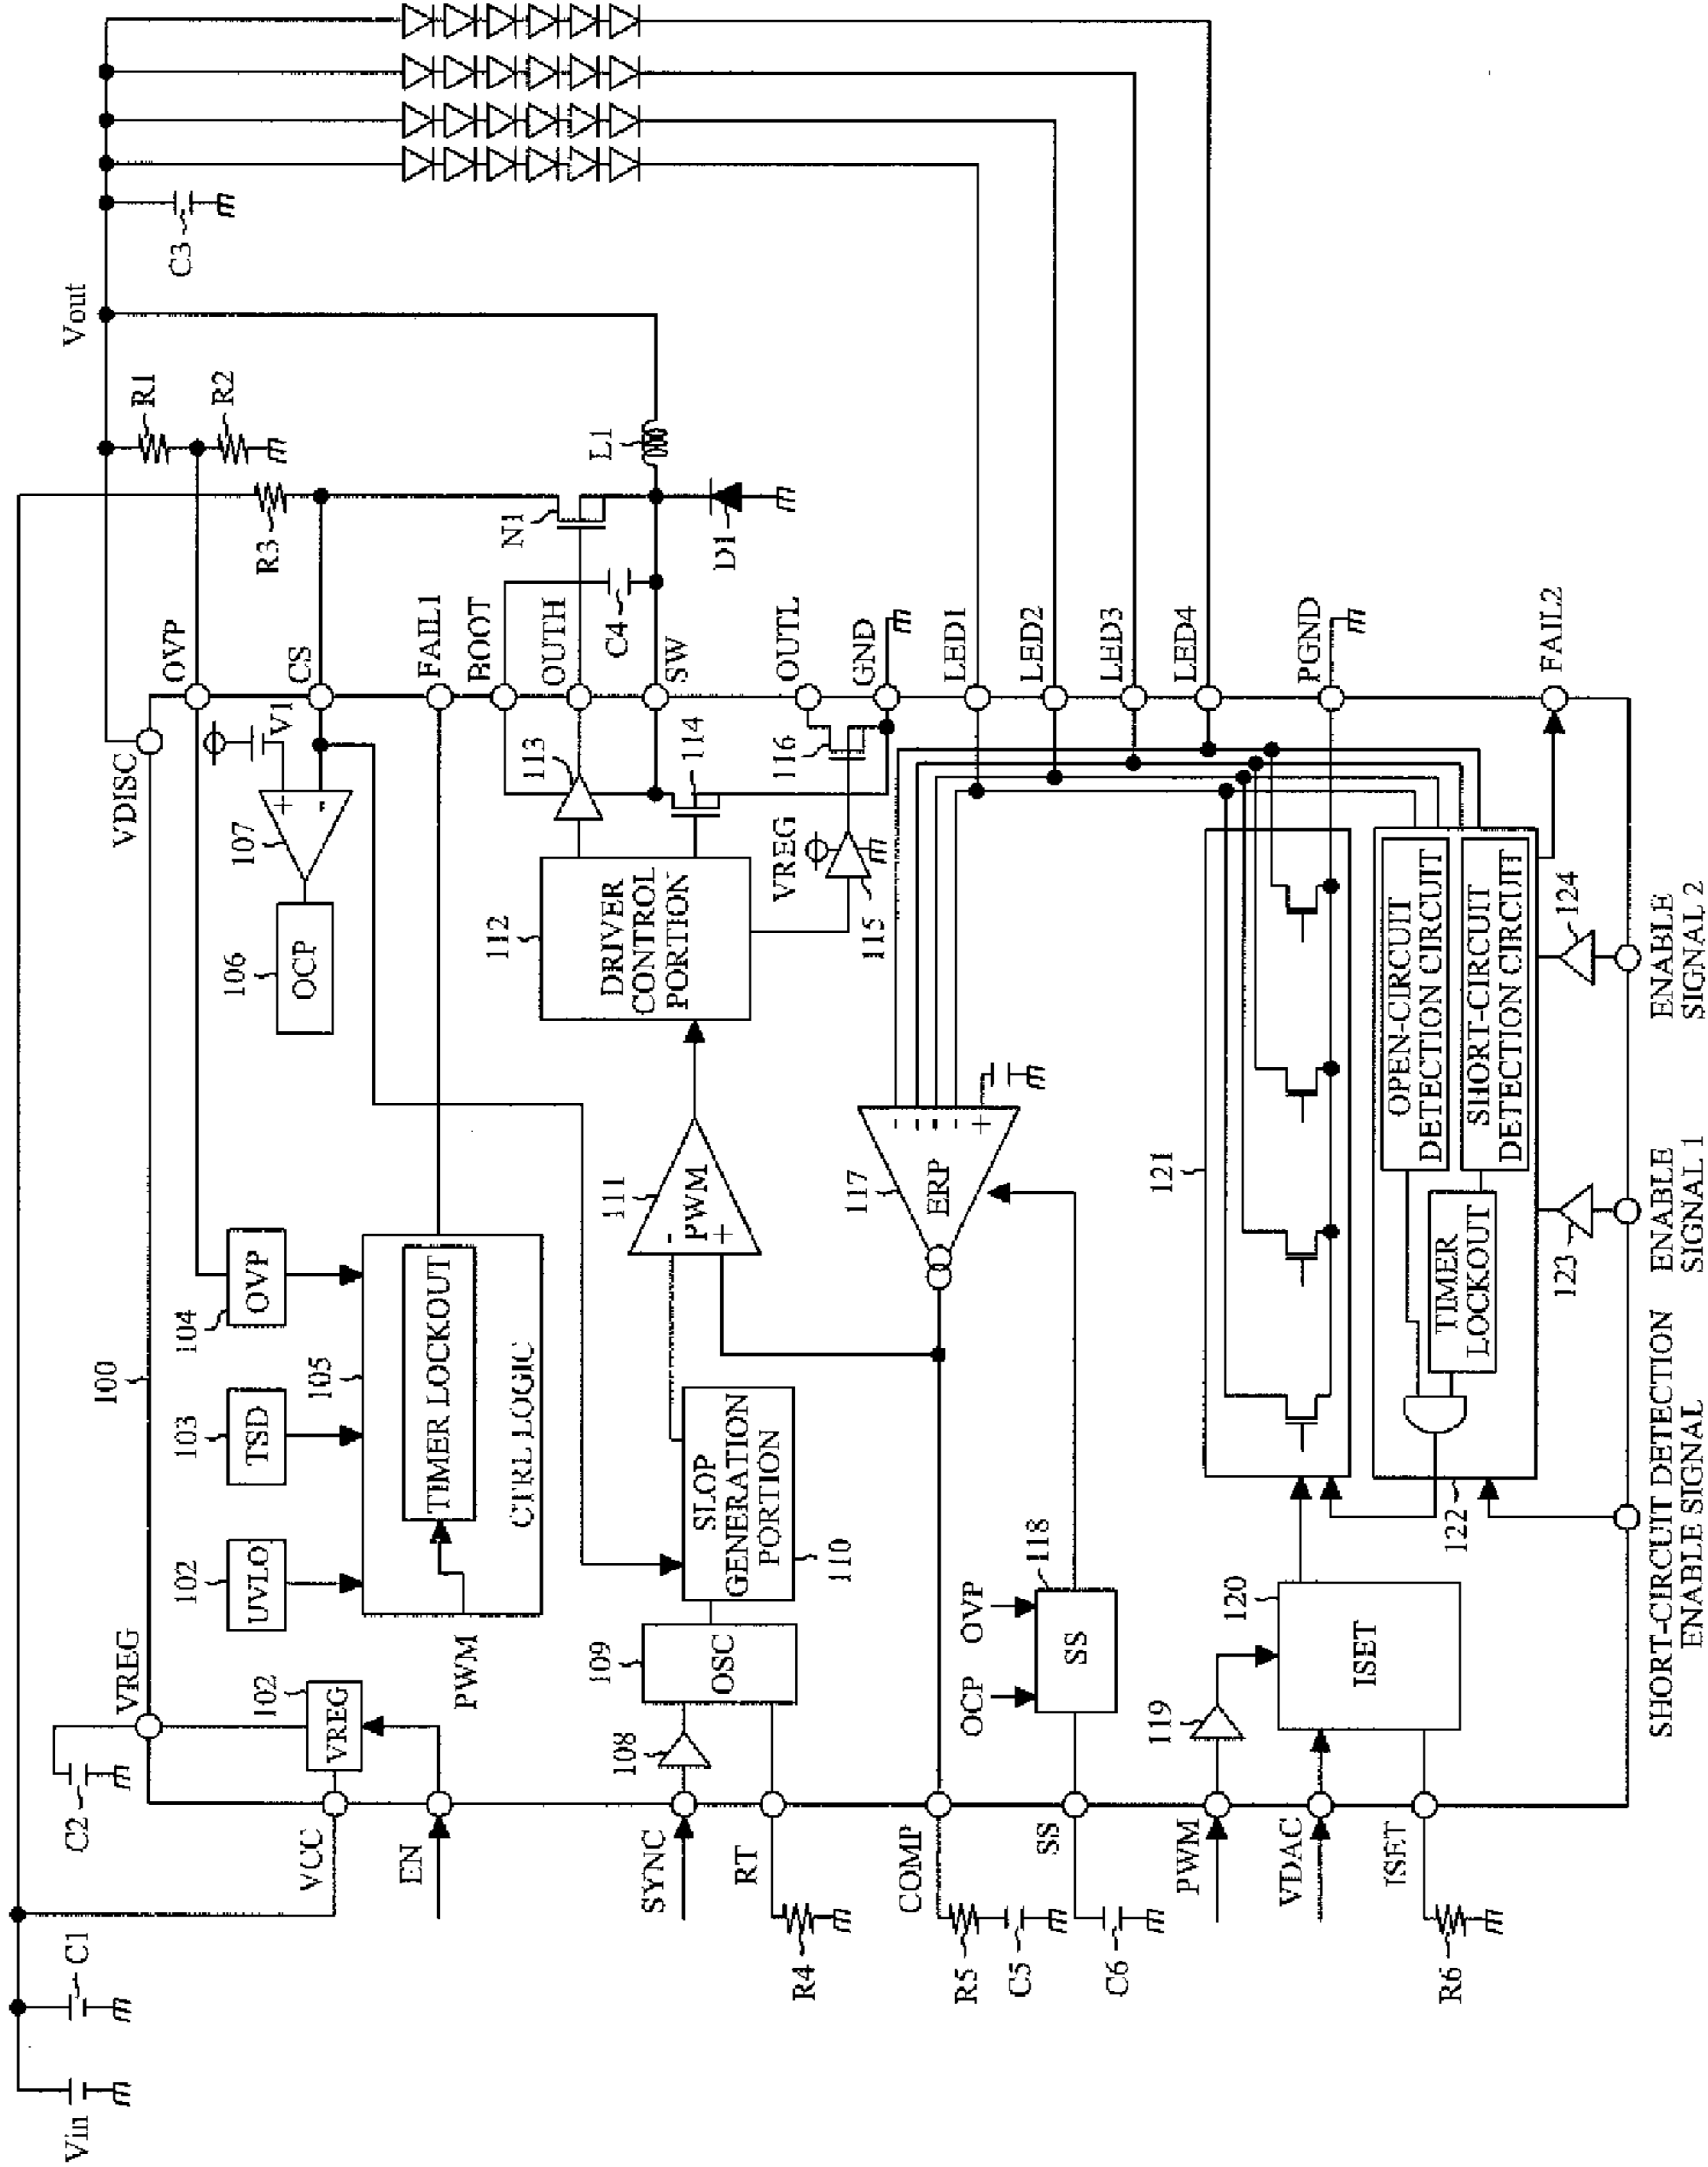 Vin
C1
C2
VREG
100
VDISC
Vout
C3
R1
R2
R3
VCC
EN
102
VREG
102
UVLO
103
TSD
104
OVP
105
TIMER LOCKOUT
CTRL LOGIC
PWM
106
OCP
107
+
-
V1
OVP
CS
FAIL1
BOOT
OUTH
SW
OUTL
GND
N1
L1
C4
D1
SYNC
RT
R4
108
109
OSC
110
SLOP
GENERATION
PORTION
111
PWM
-
+
112
DRIVER
CONTROL
PORTION
113
114
VREG
115
116
COMP
R5
C5
SS
C6
OCP
OVP
118
SS
117
ERP
-
-
-
-
+
LED1
LED2
LED3
LED4
PWM
VDAC
ISET
R6
119
120
ISET
121
PGND
122
TIMER
LOCKOUT
OPEN-CIRCUIT
DETECTION CIRCUIT
SHORT-CIRCUIT
DETECTION CIRCUIT
FAIL2
123
124
SHORT-CIRCUIT DETECTION
ENABLE SIGNAL
ENABLE
SIGNAL 1
ENABLE
SIGNAL 2